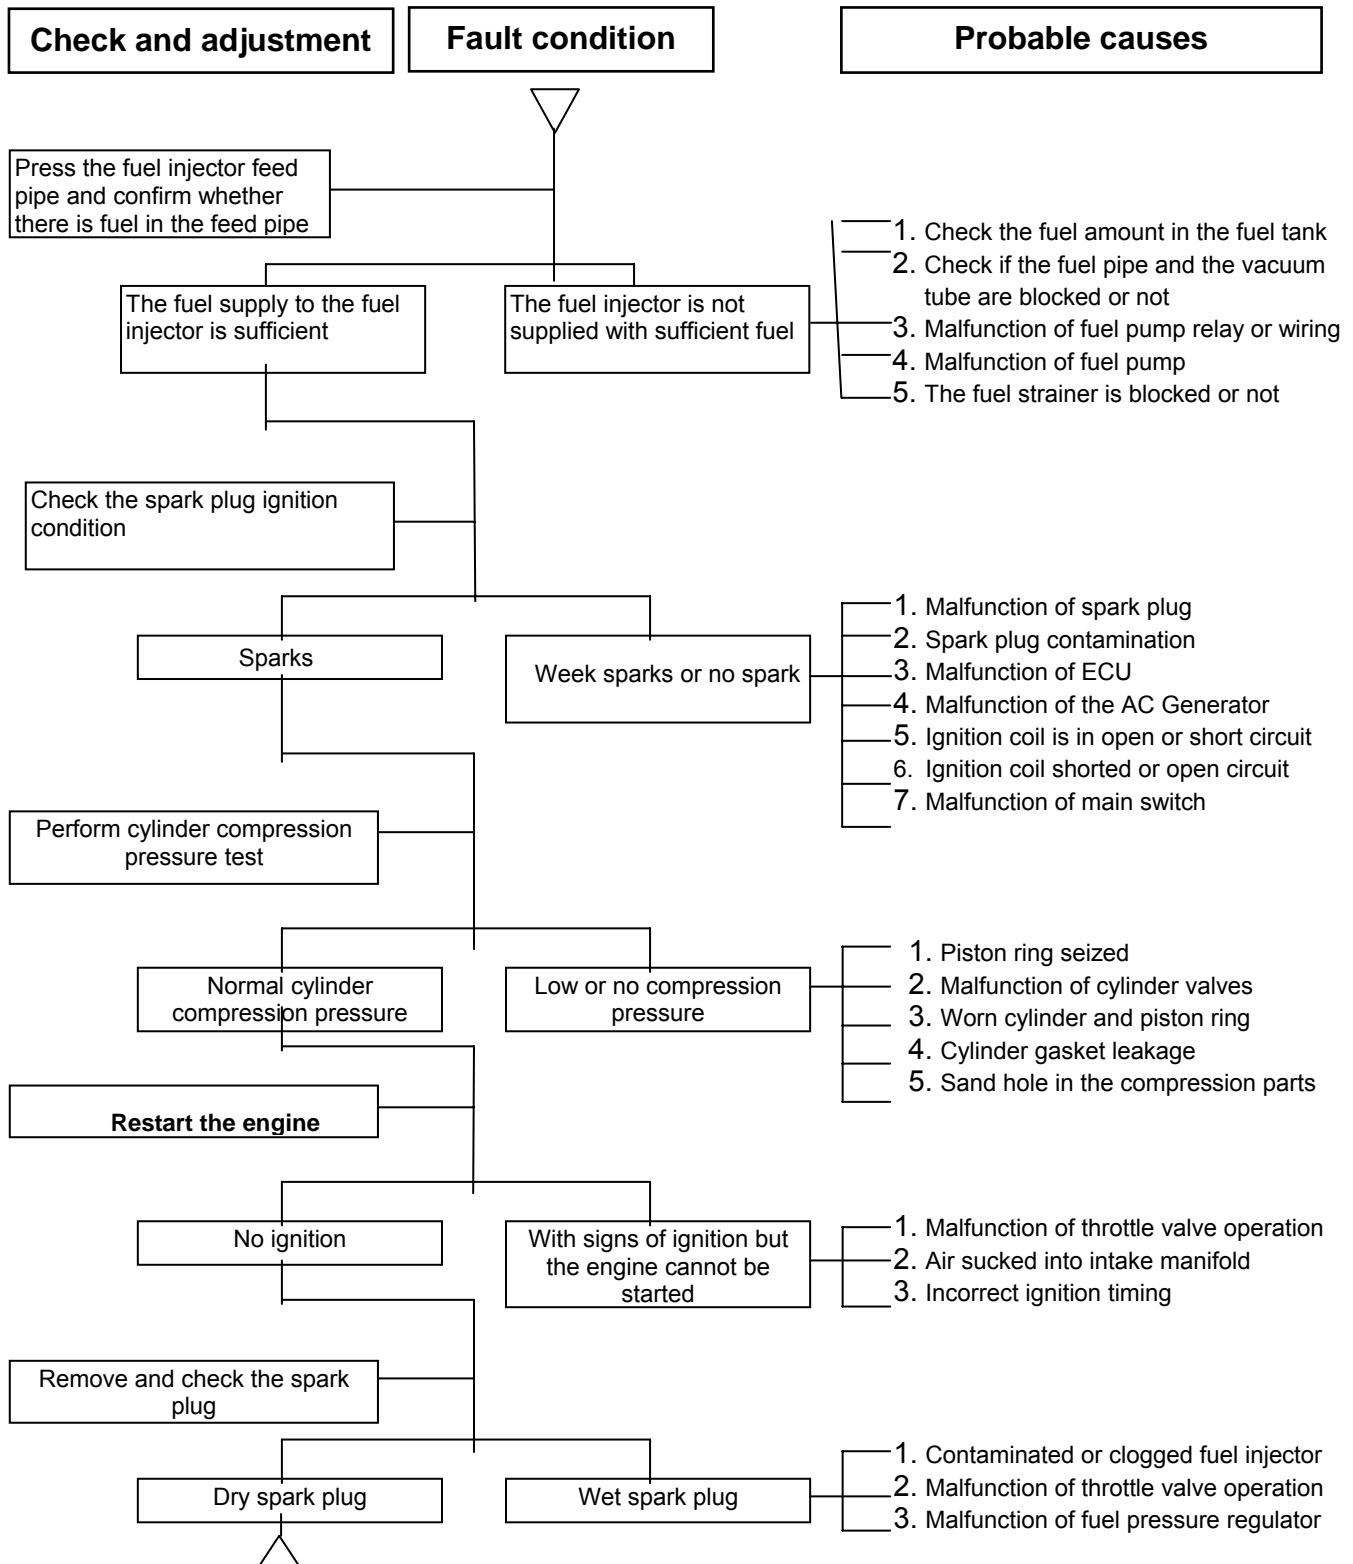 Check and adjustment
Fault condition
Probable causes
Press the fuel injector feed
pipe and confirm whether
there is fuel in the feed pipe
The fuel supply to the fuel
injector is sufficient
The fuel injector is not
supplied with sufficient fuel
1. Check the fuel amount in the fuel tank
2. Check if the fuel pipe and the vacuum
tube are blocked or not
3. Malfunction of fuel pump relay or wiring
4. Malfunction of fuel pump
5. The fuel strainer is blocked or not
Check the spark plug ignition
condition
Sparks
Week sparks or no spark
1. Malfunction of spark plug
2. Spark plug contamination
3. Malfunction of ECU
4. Malfunction of the AC Generator
5. Ignition coil is in open or short circuit
6. Ignition coil shorted or open circuit
7. Malfunction of main switch
Perform cylinder compression
pressure test
Normal cylinder
compression pressure
Low or no compression
pressure
1. Piston ring seized
2. Malfunction of cylinder valves
3. Worn cylinder and piston ring
4. Cylinder gasket leakage
5. Sand hole in the compression parts
Restart the engine
No ignition
With signs of ignition but
the engine cannot be
started
1. Malfunction of throttle valve operation
2. Air sucked into intake manifold
3. Incorrect ignition timing
Remove and check the spark
plug
Dry spark plug
Wet spark plug
1. Contaminated or clogged fuel injector
2. Malfunction of throttle valve operation
3. Malfunction of fuel pressure regulator